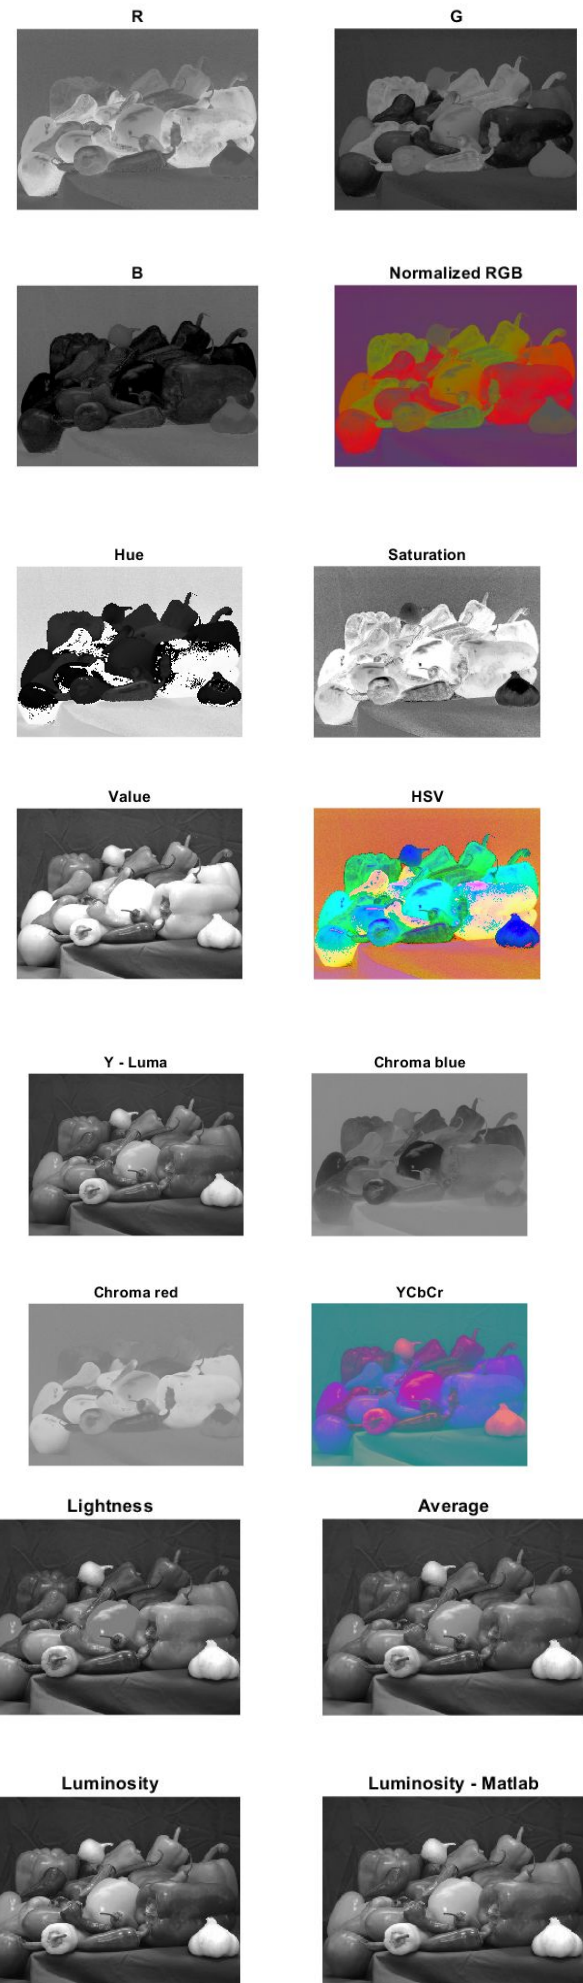 R
G
B
Normalized RGB
Hue
Saturation
Value
HSV
Y - Luma
Chroma blue
Chroma red
YCbCr
Lightness
Average
Luminosity
Luminosity - Matlab